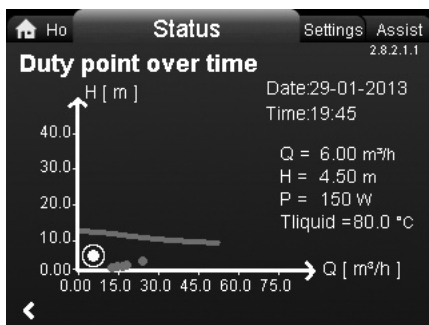 Ho Status Settings Assist
2.8.2.1.1
Duty point over time
H [ m ]
Date:29-01-2013
Time:19:45
40.0
30.0
20.0
10.0
0.00
Q = 6.00 m³/h
H = 4.50 m
P = 150 W
Tliquid =80.0 °C
0.00 15.0 30.0 45.0 60.0 75.0
Q [ m³/h ]